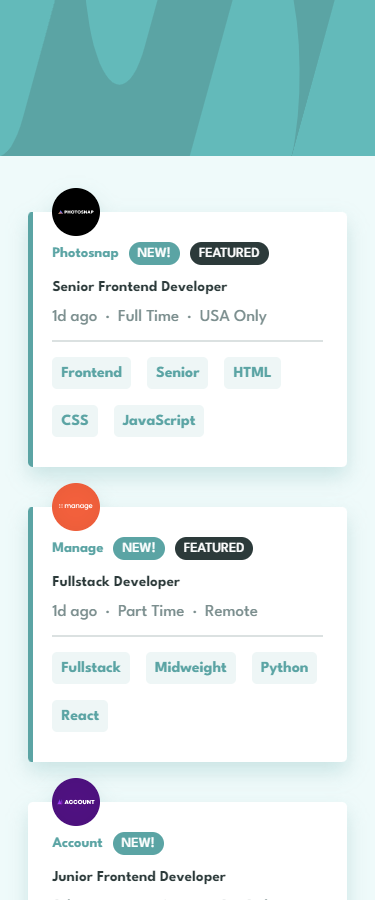 PHOTOSNAP
Photosnap NEW! FEATURED
Senior Frontend Developer
1d ago · Full Time · USA Only
Frontend Senior HTML
CSS JavaScript
manage
Manage NEW! FEATURED
Fullstack Developer
1d ago · Part Time · Remote
Fullstack Midweight Python
React
ACCOUNT
Account NEW!
Junior Frontend Developer